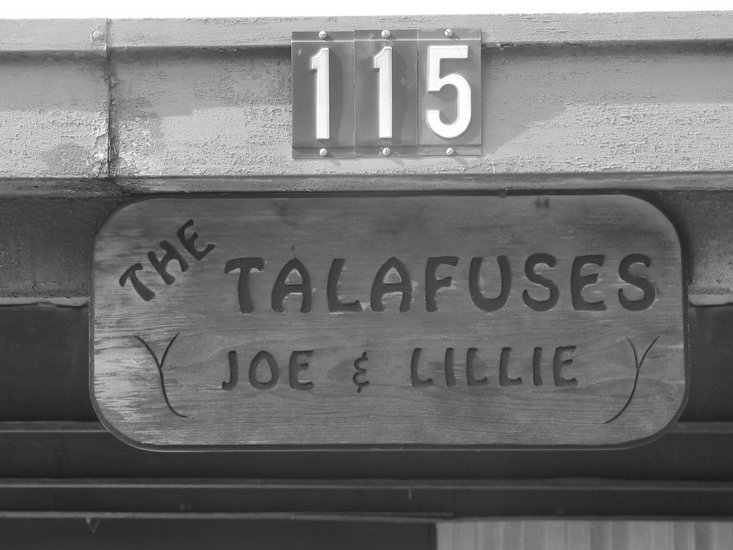 115
THE TALAFUSES
JOE & LILLIE